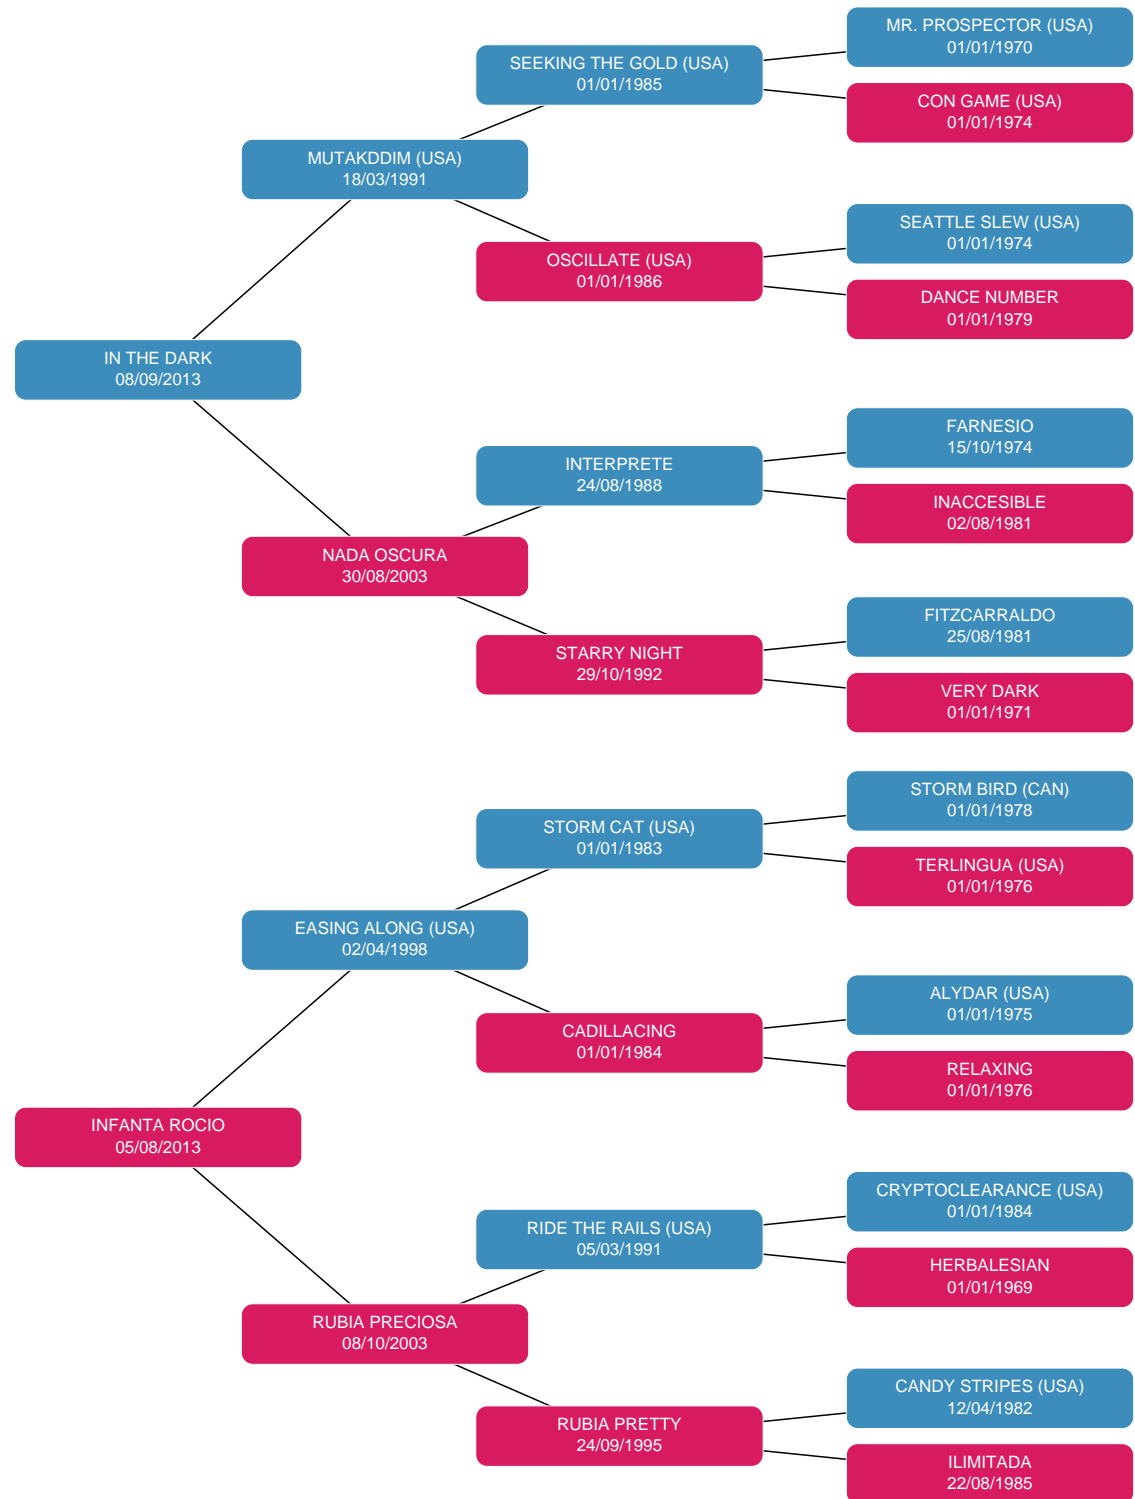 MR. PROSPECTOR (USA)
01/01/1970
SEEKING THE GOLD (USA)
01/01/1985
CON GAME (USA)
01/01/1974
MUTAKDDIM (USA)
18/03/1991
SEATTLE SLEW (USA)
01/01/1974
OSCILLATE (USA)
01/01/1986
DANCE NUMBER
01/01/1979
IN THE DARK
08/09/2013
FARNESIO
15/10/1974
INTERPRETE
24/08/1988
INACCESIBLE
02/08/1981
NADA OSCURA
30/08/2003
FITZCARRALDO
25/08/1981
STARRY NIGHT
29/10/1992
VERY DARK
01/01/1971
STORM BIRD (CAN)
01/01/1978
STORM CAT (USA)
01/01/1983
TERLINGUA (USA)
01/01/1976
EASING ALONG (USA)
02/04/1998
ALYDAR (USA)
01/01/1975
CADILLACING
01/01/1984
RELAXING
01/01/1976
INFANTA ROCIO
05/08/2013
CRYPTOCLEARANCE (USA)
01/01/1984
RIDE THE RAILS (USA)
05/03/1991
HERBALESIAN
01/01/1969
RUBIA PRECIOSA
08/10/2003
CANDY STRIPES (USA)
12/04/1982
RUBIA PRETTY
24/09/1995
ILIMITADA
22/08/1985